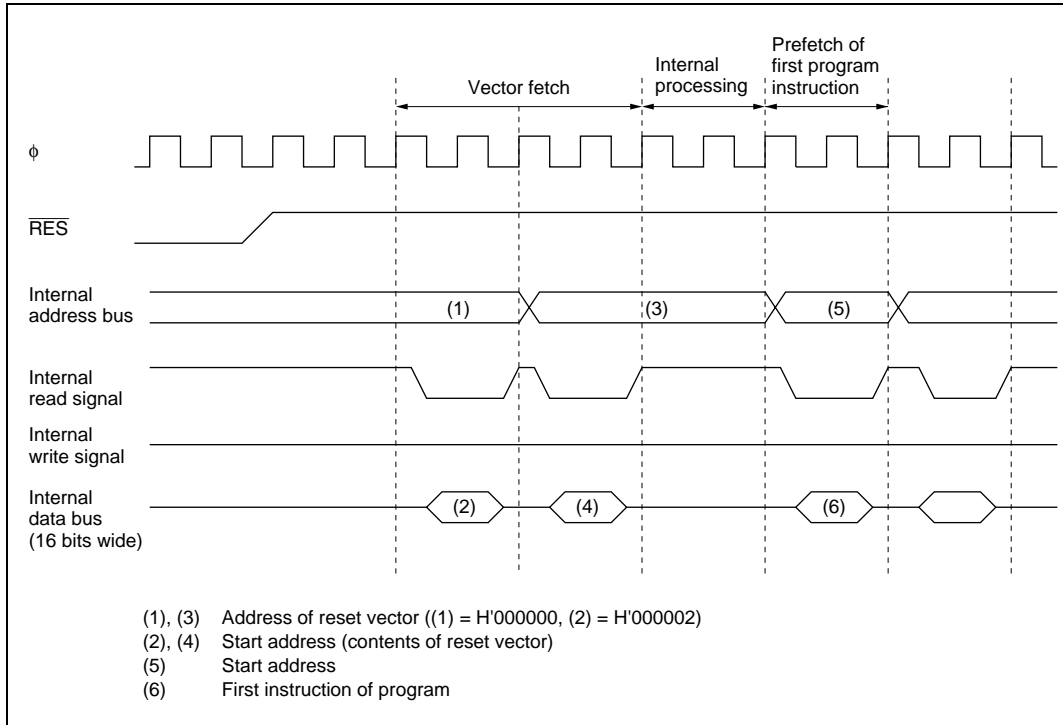 Vector fetch
Internal
processing
Prefetch of
first program
instruction
ϕ
RES
Internal
address bus
(1)
(3)
(5)
Internal
read signal
Internal
write signal
Internal
data bus
(16 bits wide)
(2)
(4)
(6)
(1), (3) Address of reset vector ((1) = H'000000, (2) = H'000002)
(2), (4) Start address (contents of reset vector)
(5) Start address
(6) First instruction of program